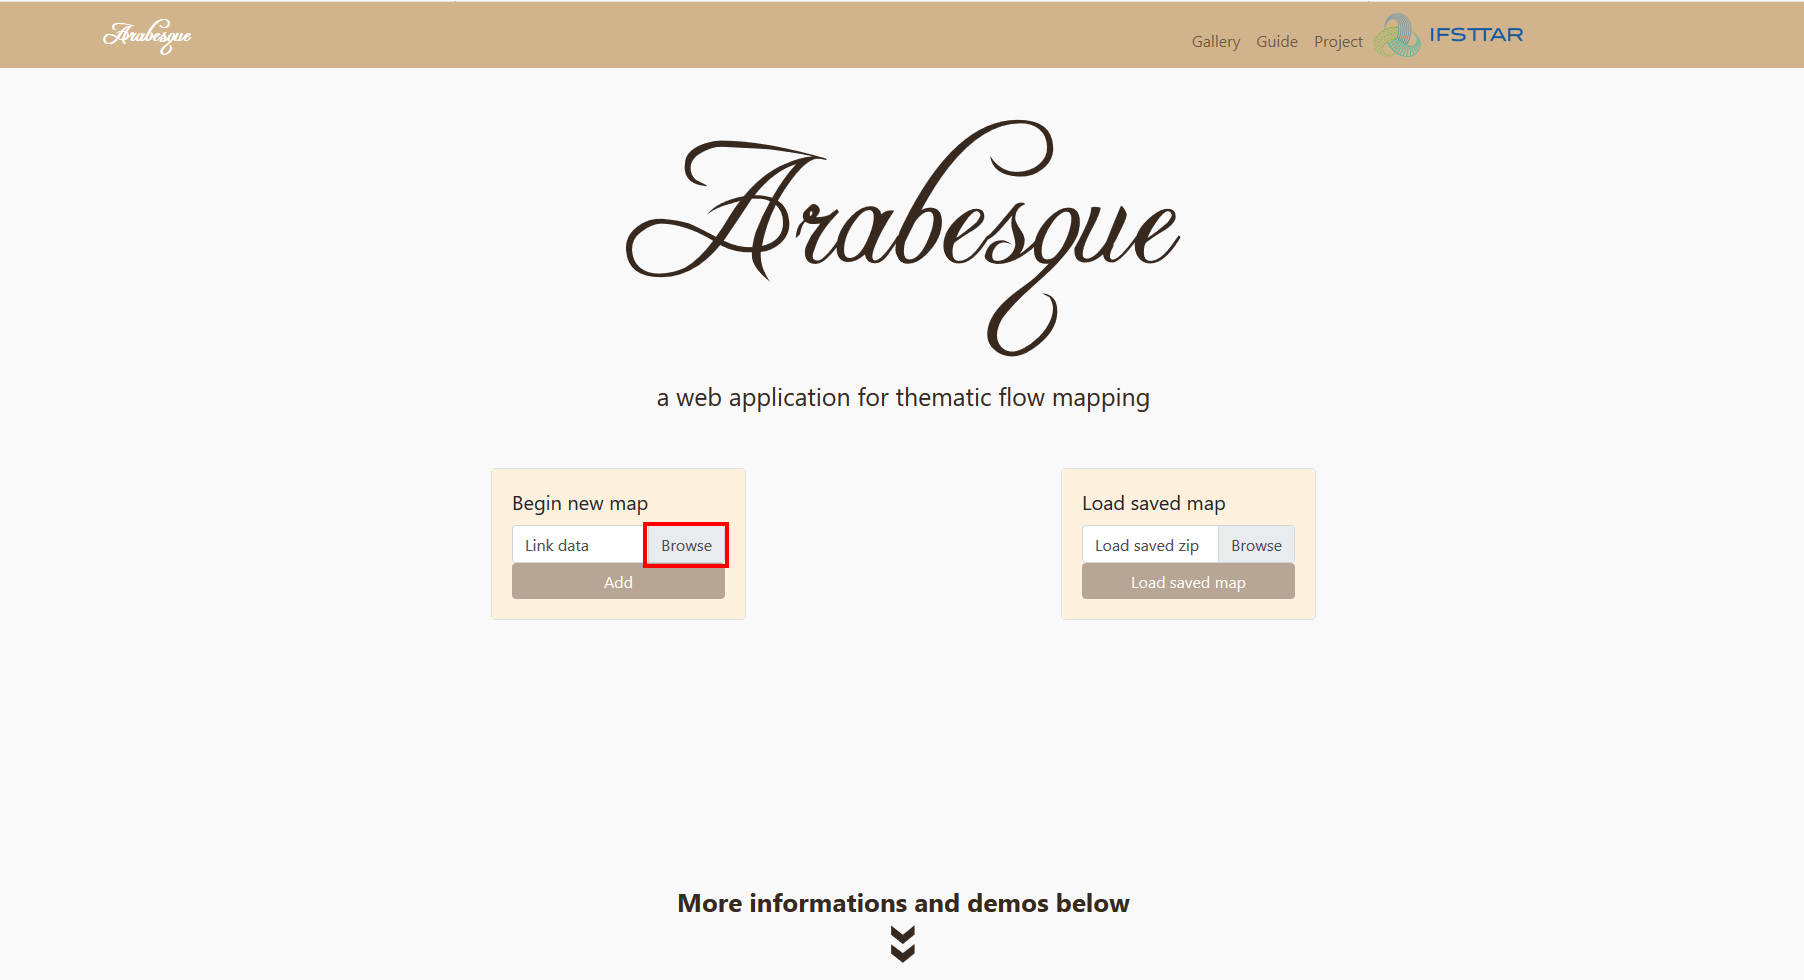 Arabesque
Gallery Guide Project IFSTTAR
Arabesque
a web application for thematic flow mapping
Begin new map
Link data Browse
Add
Load saved map
Load saved zip Browse
Load saved map
More informations and demos below